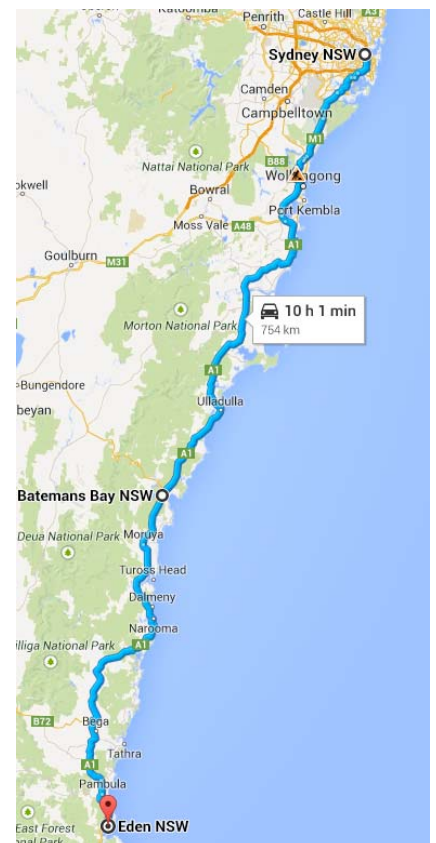 Katoomba
Penrith
Castle Hill
A3
Sydney NSW
Camden
Campbelltown
M1
Nattai National Park
B88
Wollongong
Bowral
Port Kembla
Moss Vale
A48
A1
Goulburn
M31
10 h 1 min
754 km
Morton National Park
A1
Bungendore
Ulladulla
beyan
A1
Batemans Bay NSW
Deua National Park
Moruya
Tuross Head
Dalmeny
Narooma
A1
B72
Bega
Tathra
A1
Pambula
Eden NSW
East Forest